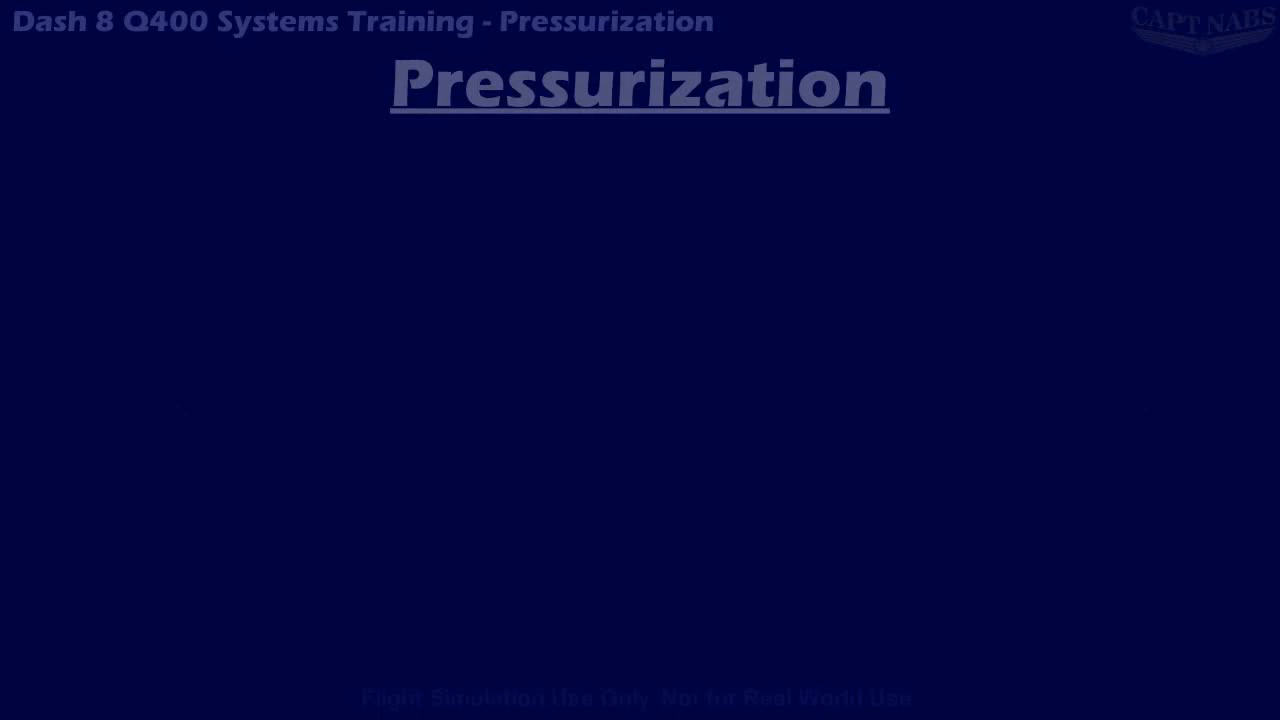 Dash 8 Q400 Systems Training - Pressurization
CAPT NABS
Pressurization
Flight Simulation Use Only. Not for Real World Use